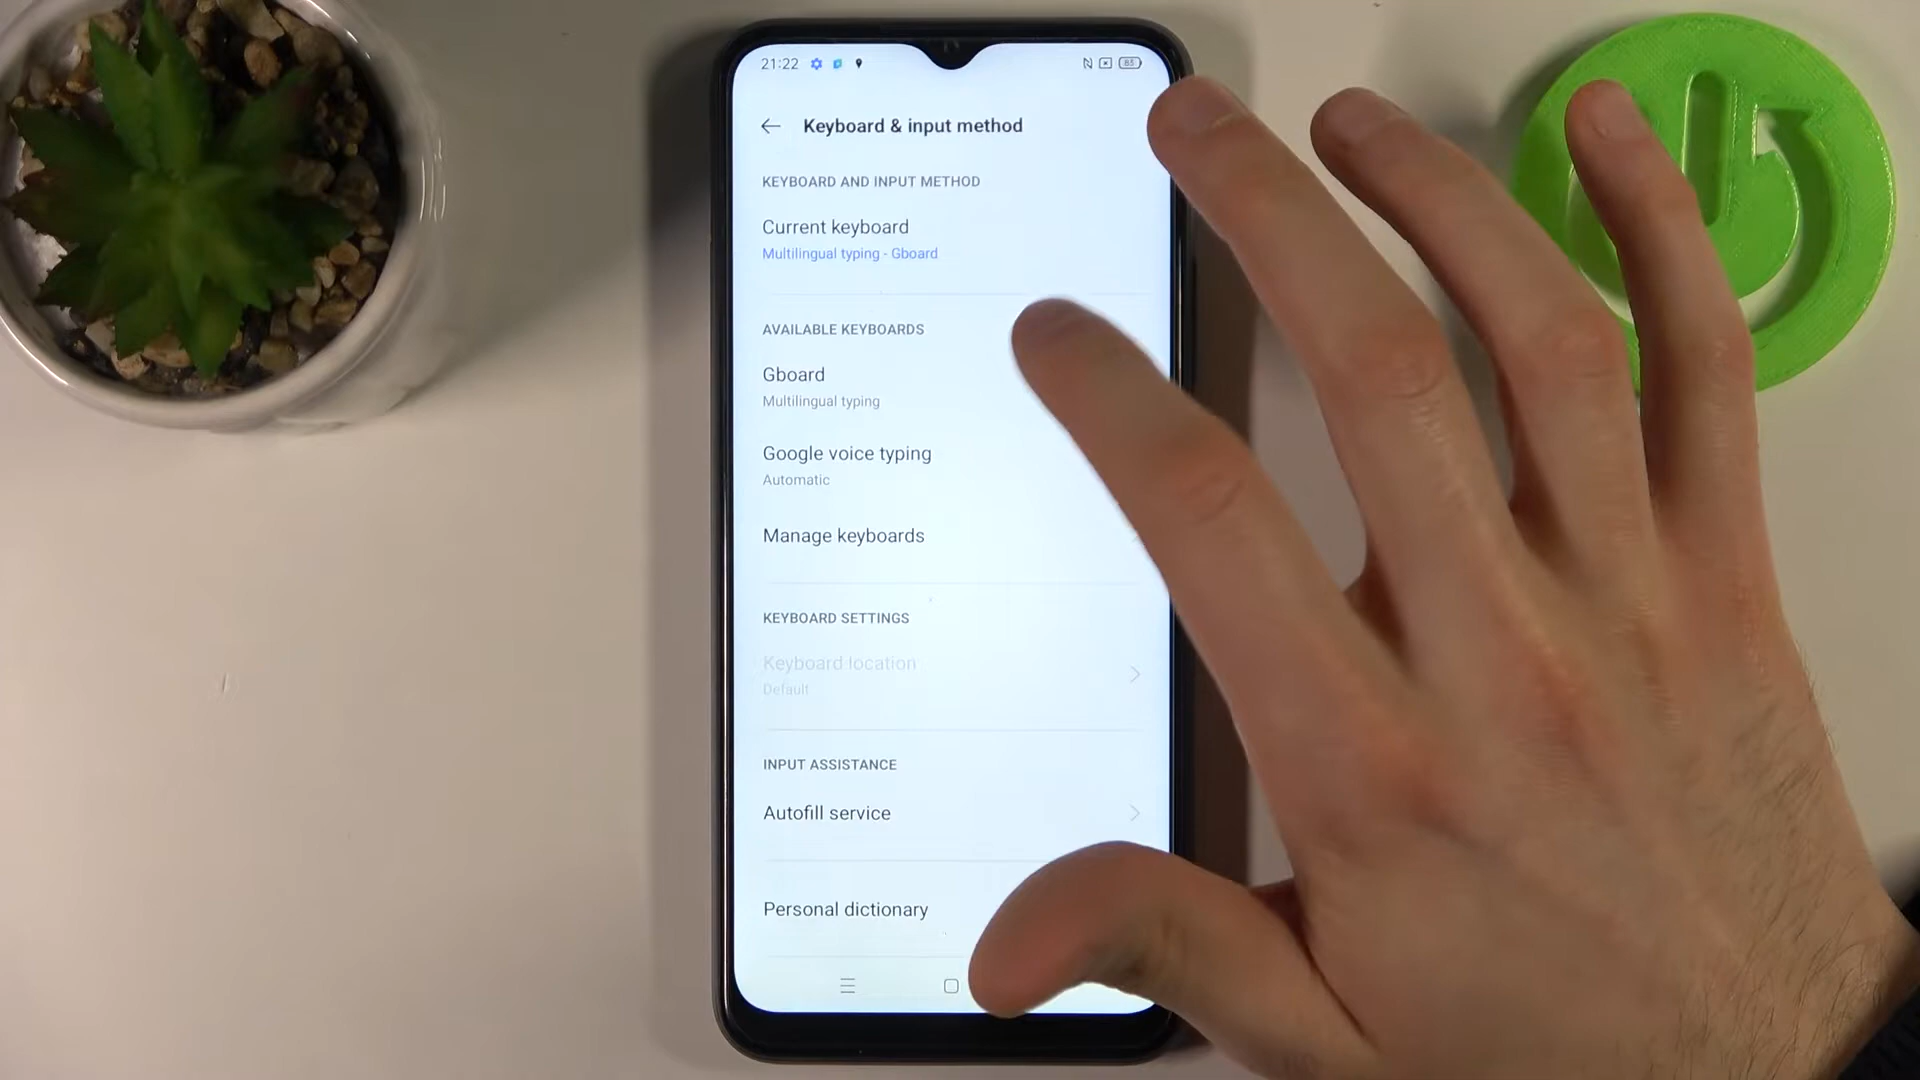 21:22 83
Keyboard & input method
KEYBOARD AND INPUT METHOD
Current keyboard
Multilingual typing - Gboard
AVAILABLE KEYBOARDS
Gboard
Multilingual typing
Google voice typing
Automatic
Manage keyboards
KEYBOARD SETTINGS
Keyboard location
Default
INPUT ASSISTANCE
Autofill service
Personal dictionary